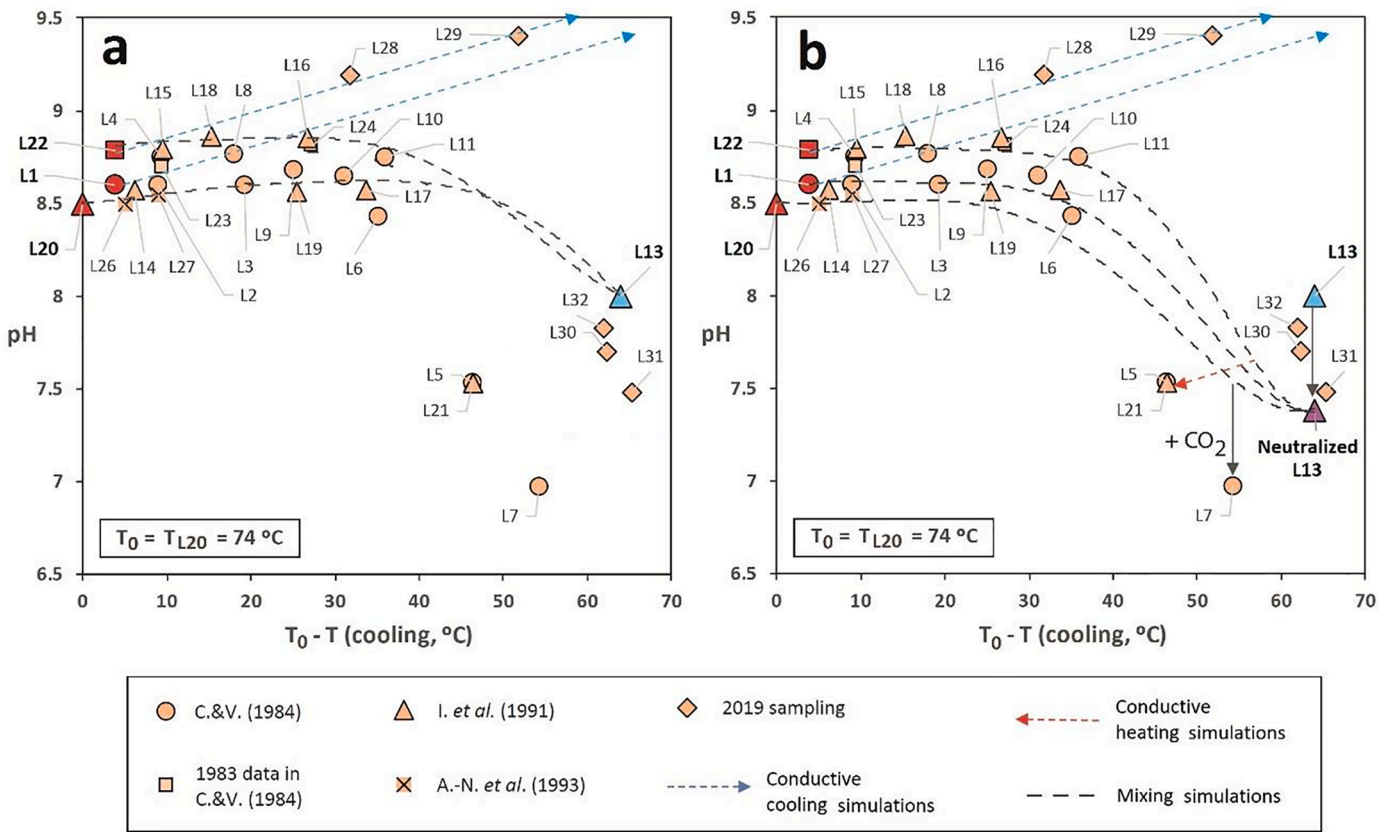 a
9.5
9
8.5
8
7.5
7
6.5
pH
0
10
20
30
40
50
60
70
T0 - T (cooling, ºC)
T0 = TL20 = 74 ºC
L22
L1
L20
L4
L15
L18
L8
L16
L28
L29
L24
L10
L11
L17
L23
L9
L19
L6
L26
L14
L27
L3
L2
L13
L32
L30
L31
L5
L21
L7
b
9.5
9
8.5
8
7.5
7
6.5
pH
0
10
20
30
40
50
60
70
T0 - T (cooling, ºC)
T0 = TL20 = 74 ºC
L22
L1
L20
L4
L15
L18
L8
L16
L28
L29
L24
L10
L11
L17
L23
L9
L19
L6
L26
L14
L27
L3
L2
L13
L32
L30
L31
L5
L21
+ CO2
Neutralized
L13
L7
C.&V. (1984)
I. et al. (1991)
2019 sampling
Conductive
heating simulations
1983 data in
C.&V. (1984)
A.-N. et al. (1993)
Conductive
cooling simulations
Mixing simulations